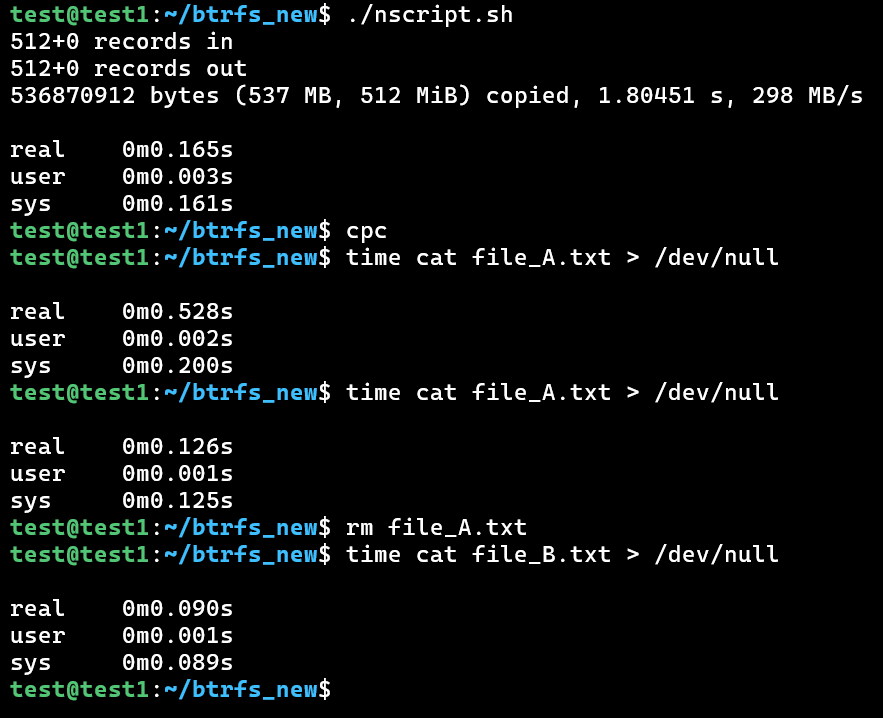 test@test1:~/btrfs_new$ ./nscript.sh
512+0 records in
512+0 records out
536870912 bytes (537 MB, 512 MiB) copied, 1.80451 s, 298 MB/s
real    0m0.165s
user    0m0.003s
sys     0m0.161s
test@test1:~/btrfs_new$ cpc
test@test1:~/btrfs_new$ time cat file_A.txt > /dev/null
real    0m0.528s
user    0m0.002s
sys     0m0.200s
test@test1:~/btrfs_new$ time cat file_A.txt > /dev/null
real    0m0.126s
user    0m0.001s
sys     0m0.125s
test@test1:~/btrfs_new$ rm file_A.txt
test@test1:~/btrfs_new$ time cat file_B.txt > /dev/null
real    0m0.090s
user    0m0.001s
sys     0m0.089s
test@test1:~/btrfs_new$